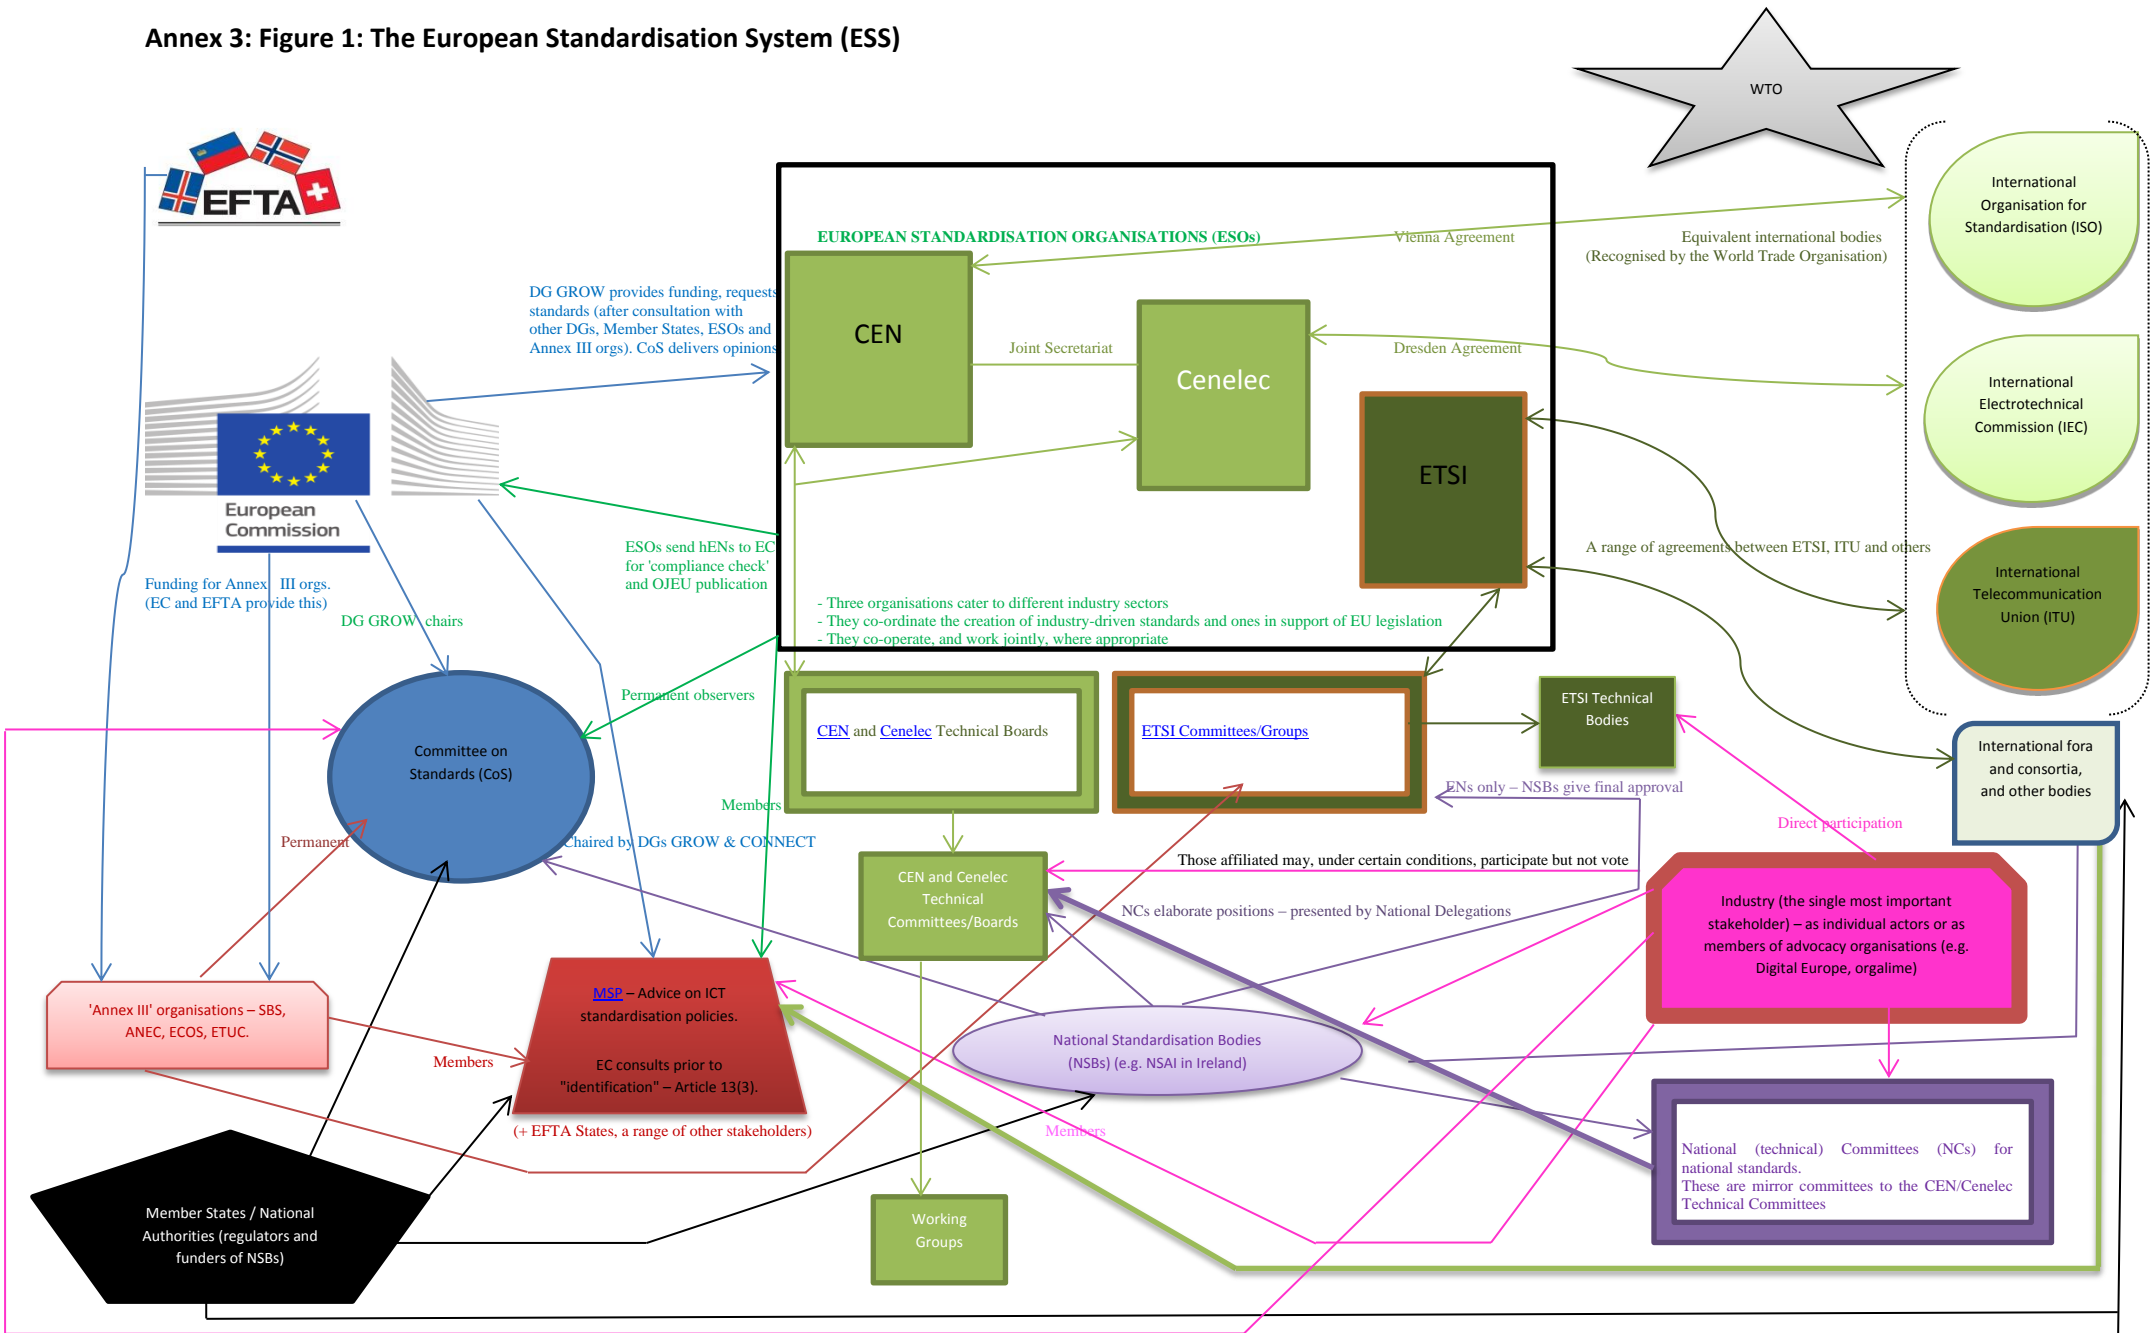 Annex 3: Figure 1: The European Standardisation System (ESS)
WTO
EFTA
International
Organisation for
Standardisation (ISO)
EUROPEAN STANDARDISATION ORGANISATIONS (ESOs)
Vienna Agreement
Equivalent international bodies
(Recognised by the World Trade Organisation)
DG GROW provides funding, requests
standards (after consultation with
other DGs, Member States, ESOs and
Annex III orgs). CoS delivers opinions
CEN
Joint Secretariat
Cenelec
Dresden Agreement
International
Electrotechnical
Commission (IEC)
ETSI
European
Commission
ESOs send hENs to EC
for 'compliance check'
and OJEU publication
A range of agreements between ETSI, ITU and others
International
Telecommunication
Union (ITU)
Funding for Annex III orgs.
(EC and EFTA provide this)
DG GROW chairs
- Three organisations cater to different industry sectors
- They co-ordinate the creation of industry-driven standards and ones in support of EU legislation
- They co-operate, and work jointly, where appropriate
Permanent observers
CEN and Cenelec Technical Boards
ETSI Committees/Groups
ETSI Technical
Bodies
International fora
and consortia,
and other bodies
Committee on
Standards (CoS)
Members
ENs only – NSBs give final approval
Direct participation
Permanent
Chaired by DGs GROW & CONNECT
Those affiliated may, under certain conditions, participate but not vote
CEN and Cenelec
Technical
Committees/Boards
NCs elaborate positions – presented by National Delegations
Industry (the single most important
stakeholder) – as individual actors or as
members of advocacy organisations (e.g.
Digital Europe, orgalime)
'Annex III' organisations – SBS,
ANEC, ECOS, ETUC.
MSP – Advice on ICT
standardisation policies.
EC consults prior to
"identification" – Article 13(3).
Members
National Standardisation Bodies
(NSBs) (e.g. NSAI in Ireland)
(+ EFTA States, a range of other stakeholders)
Members
National (technical) Committees (NCs) for
national standards.
These are mirror committees to the CEN/Cenelec
Technical Committees
Member States / National
Authorities (regulators and
funders of NSBs)
Working
Groups